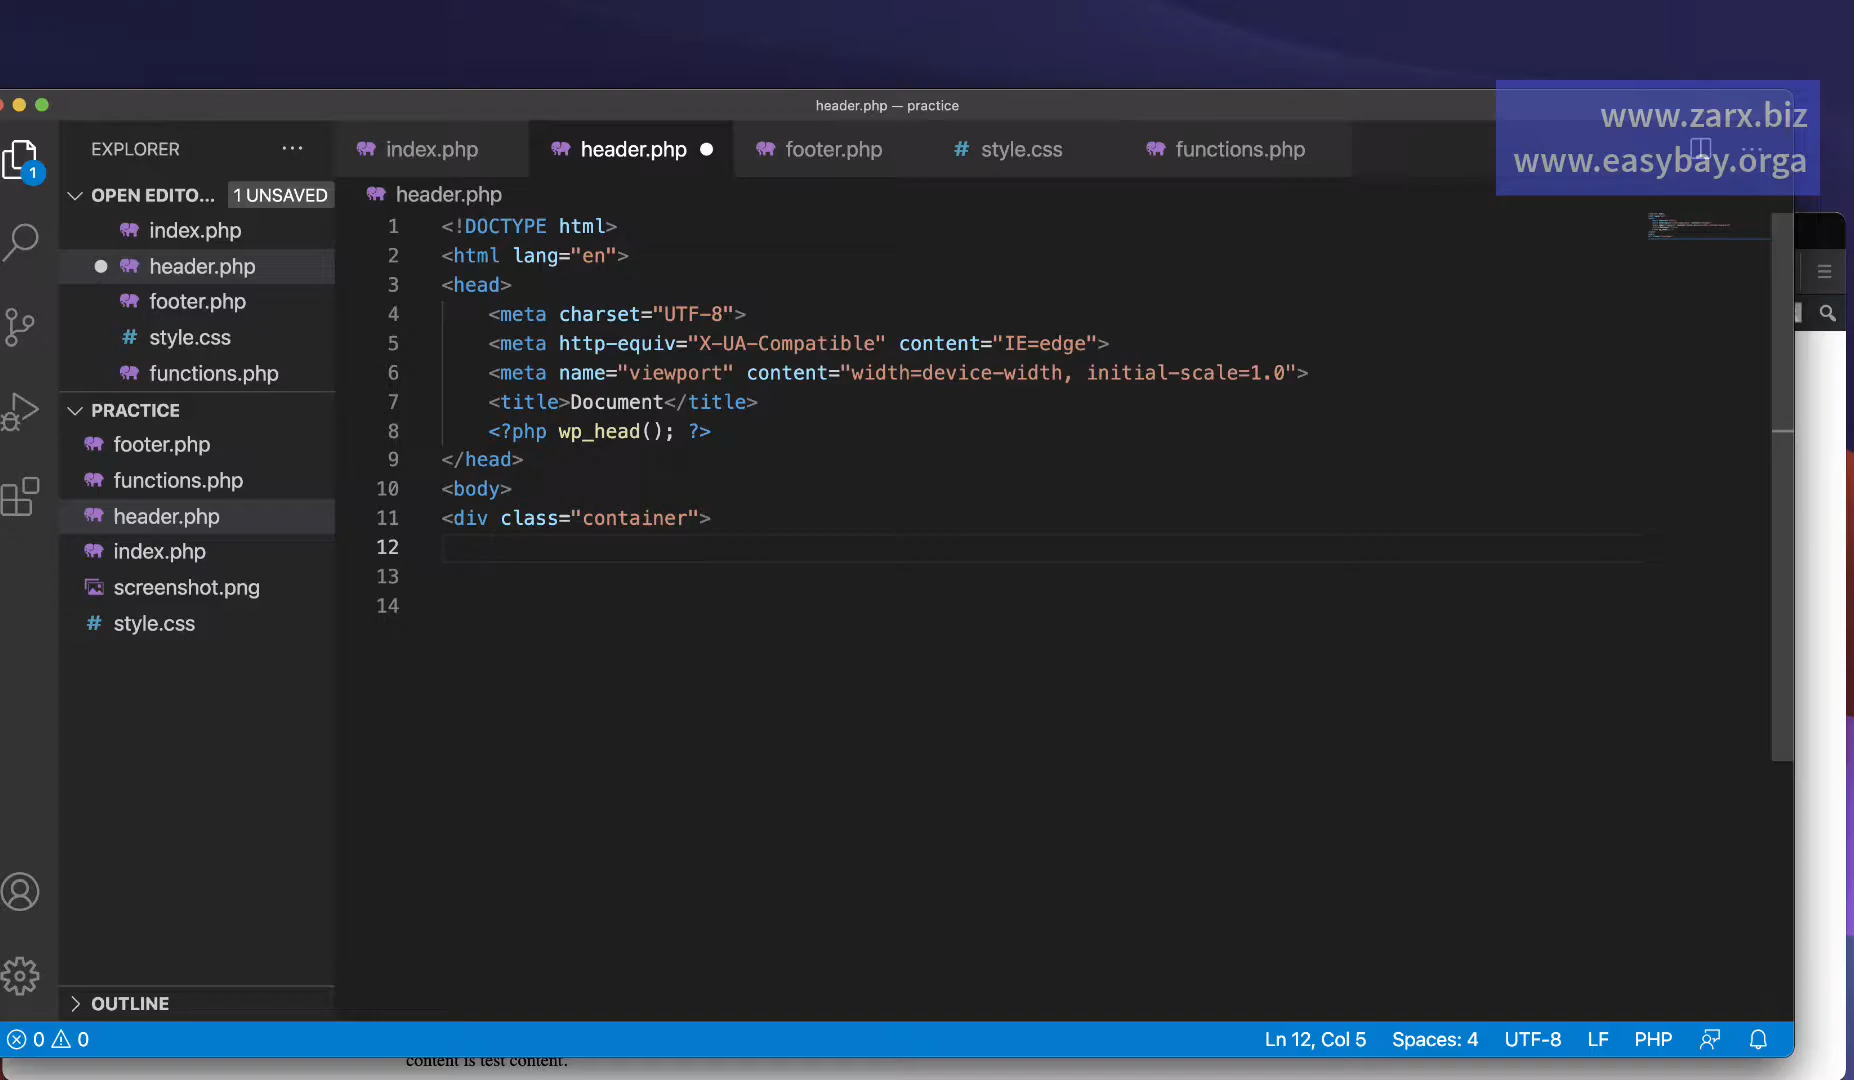 header.php — practice
www.zarx.biz
www.easybay.orga
EXPLORER
index.php
header.php
footer.php
# style.css
functions.php
1
OPEN EDITO... 1 UNSAVED
index.php
header.php
footer.php
# style.css
functions.php
PRACTICE
footer.php
functions.php
header.php
index.php
screenshot.png
# style.css
OUTLINE
header.php
1 <!DOCTYPE html>
2 <html lang="en">
3 <head>
4 <meta charset="UTF-8">
5 <meta http-equiv="X-UA-Compatible" content="IE=edge">
6 <meta name="viewport" content="width=device-width, initial-scale=1.0">
7 <title>Document</title>
8 <?php wp_head(); ?>
9 </head>
10 <body>
11 <div class="container">
12
13
14
0 0
Ln 12, Col 5 Spaces: 4 UTF-8 LF PHP
content is test content.